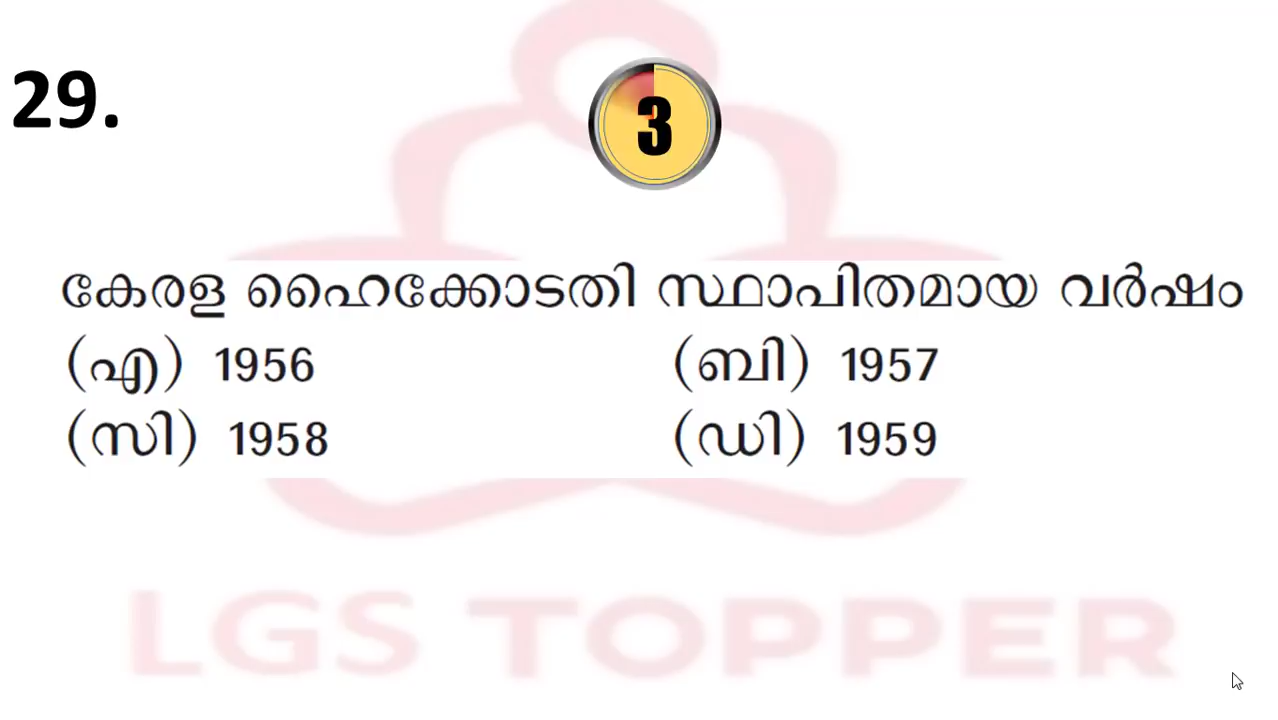 29.
3
കേരള ഹൈക്കോടതി സ്ഥാപിതമായ വർഷം
(എ) 1956 (ബി) 1957
(സി) 1958 (ഡി) 1959
LGS TOPPER